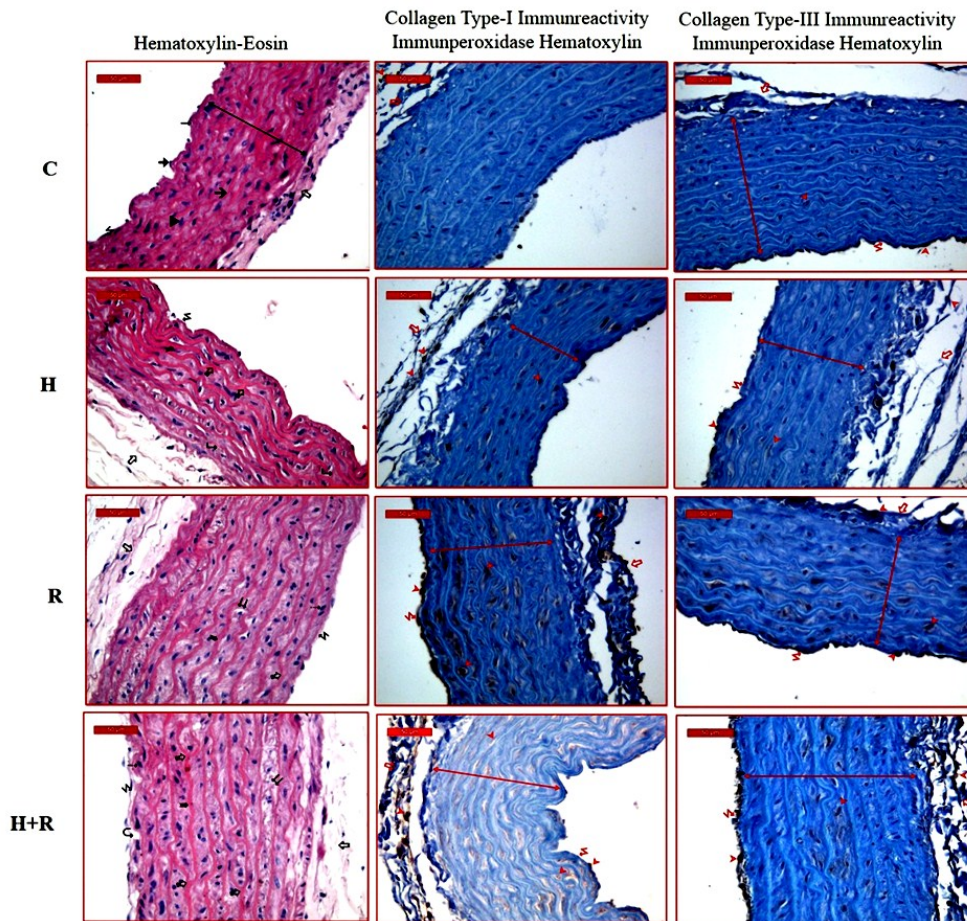 Hematoxylin-Eosin
Collagen Type-I Immunreactivity
Immunperoxidase Hematoxylin
Collagen Type-III Immunreactivity
Immunperoxidase Hematoxylin
C
H
R
H+R